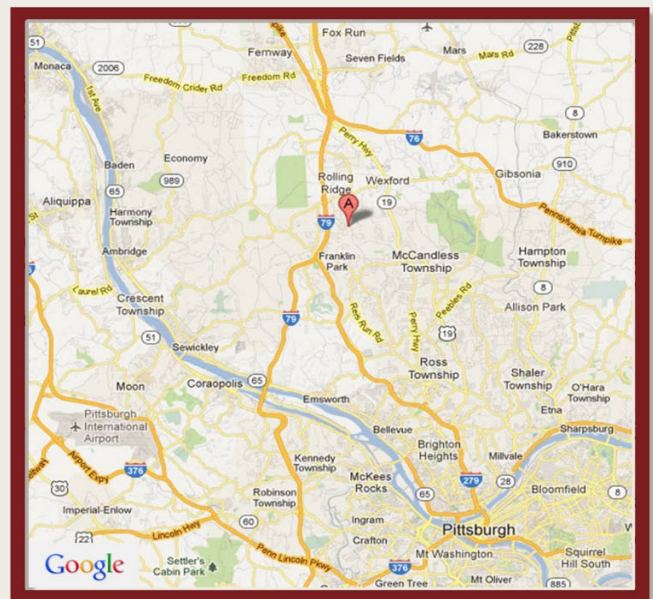 Fox Run
51
Fernway
Mars
228
Monaca
2006
Seven Fields
Mars Rd
Freedom Crider Rd
Freedom Rd
1st Ave
8
Perry Hwy
76
Bakerstown
Baden
Economy
910
Rolling
Ridge
Wexford
Gibsonia
65
989
Aliquippa
A
19
Harmony
Township
79
Pennsylvania Turnpike
Ambridge
Franklin
Park
McCandless
Township
Hampton
Township
Laurel Rd
8
Crescent
Township
79
Reis Run Rd
Perry Hwy
Peebles Rd
Allison Park
19
51
Sewickley
Ross
Township
Moon
Coraopolis
65
Shaler
Township
O'Hara
Township
Emsworth
Pittsburgh
International
Airport
Bellevue
Etna
Sharpsburg
Brighton
Heights
Millvale
Airport Expy
376
Kennedy
Township
McKees
Rocks
279
28
30
Robinson
Township
65
Bloomfield
8
Imperial-Enlow
60
Ingram
Pittsburgh
22
Lincoln Hwy
Crafton
Mt Washington
Squirrel
Hill South
Google
Settler's
Cabin Park
Penn Lincoln Pkwy
376
Green Tree
Mt Oliver
885